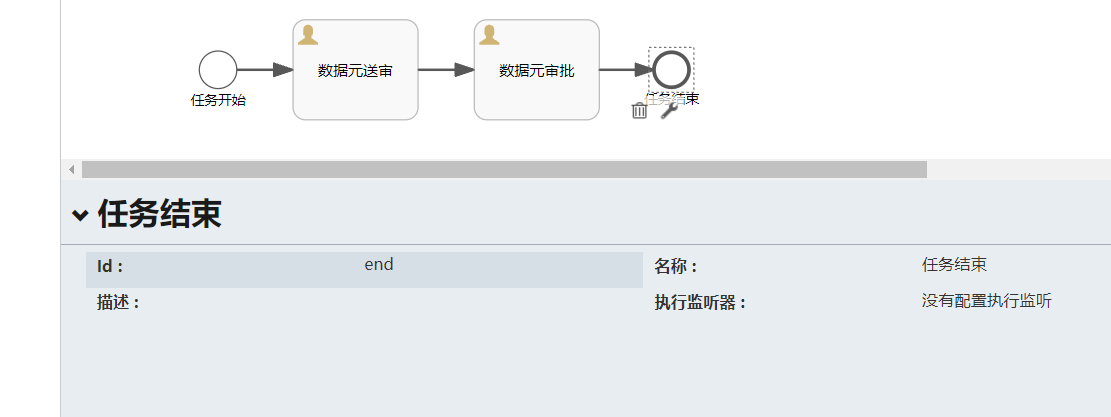 数据元送审
数据元审批
任务开始
任务结束
任务结束
Id :
end
名称 :
任务结束
描述 :
执行监听器 :
没有配置执行监听